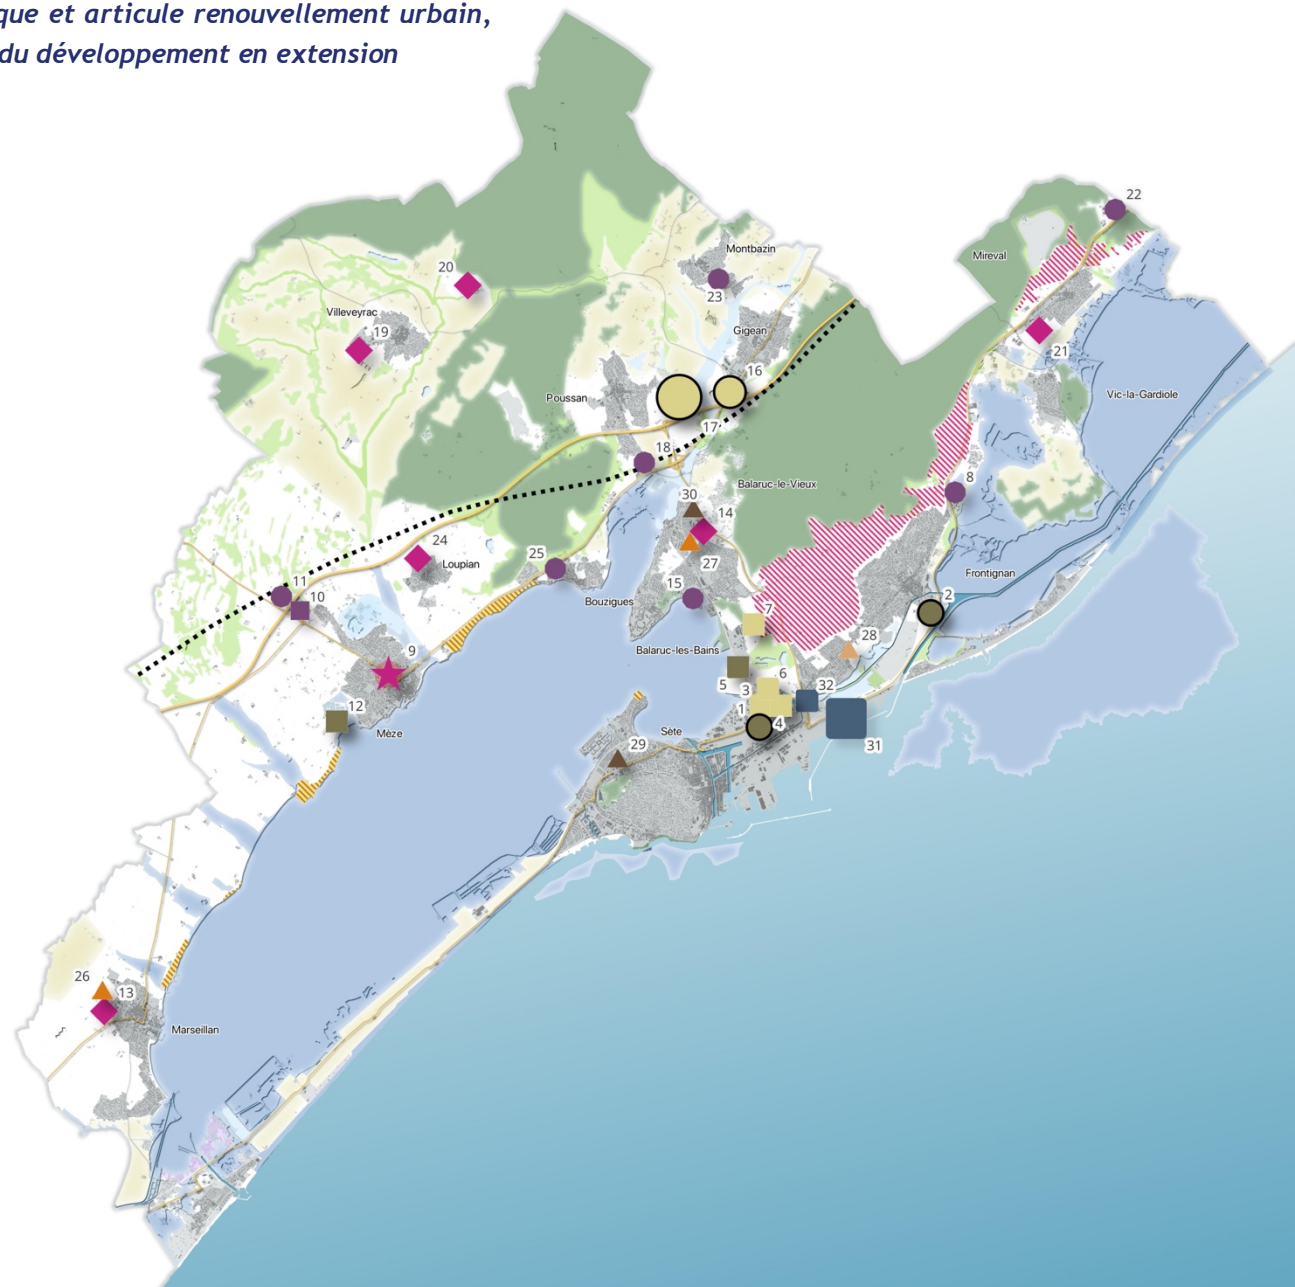 que et articule renouvellement urbain,
du développement en extension
1
22
Montbazin
Mireval
20
23
Villeveyrac
19
Gigean
21
16
Poussan
Vic-la-Gardiole
17
18
8
Balaruc-le-Vieux
30
14
24
Loupian
25
27
Frontignan
11
10
15
Bouzigues
2
7
28
Balaruc-les-Bains
9
6
5
3
32
12
1
4
Mèze
Sète
29
31
26
13
Marseillan